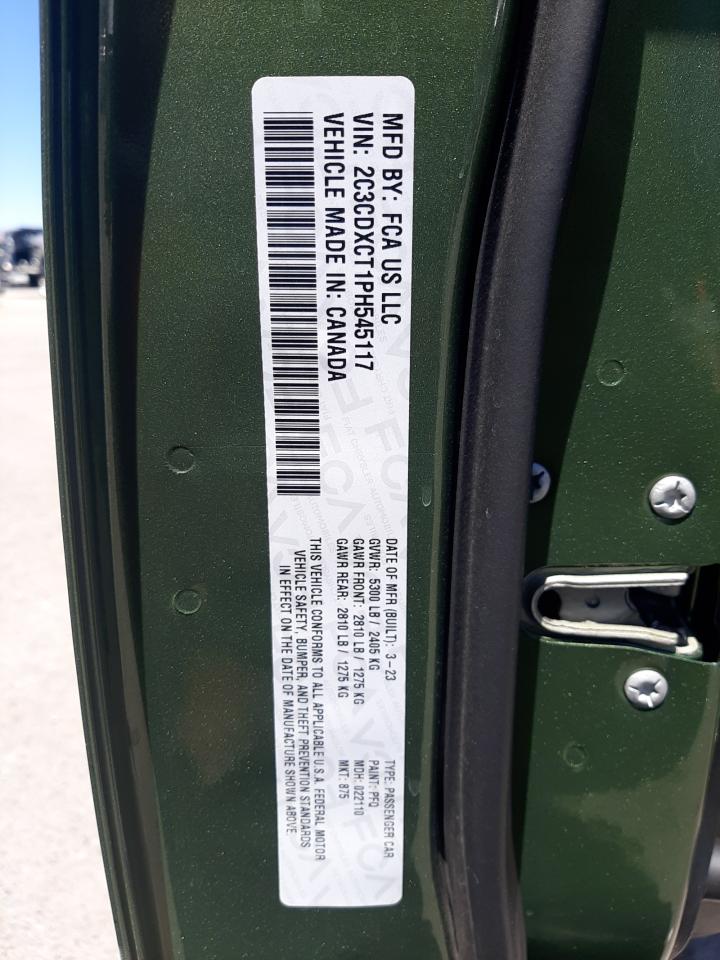 MFD BY: FCA US LLC
VIN: 2C3CDXCT1PH545117
VEHICLE MADE IN: CANADA
DATE OF MFR (BUILT): 3-23
GVWR: 5300 LB / 2405 KG
GAWR FRONT: 2810 LB / 1275 KG
GAWR REAR: 2810 LB / 1275 KG
TYPE: PASSENGER CAR
PAINT: PFQ
MDH: 022110
MKT: 875
THIS VEHICLE CONFORMS TO ALL APPLICABLE U.S.A. FEDERAL MOTOR
VEHICLE SAFETY, BUMPER, AND THEFT PREVENTION STANDARDS
IN EFFECT ON THE DATE OF MANUFACTURE SHOWN ABOVE.